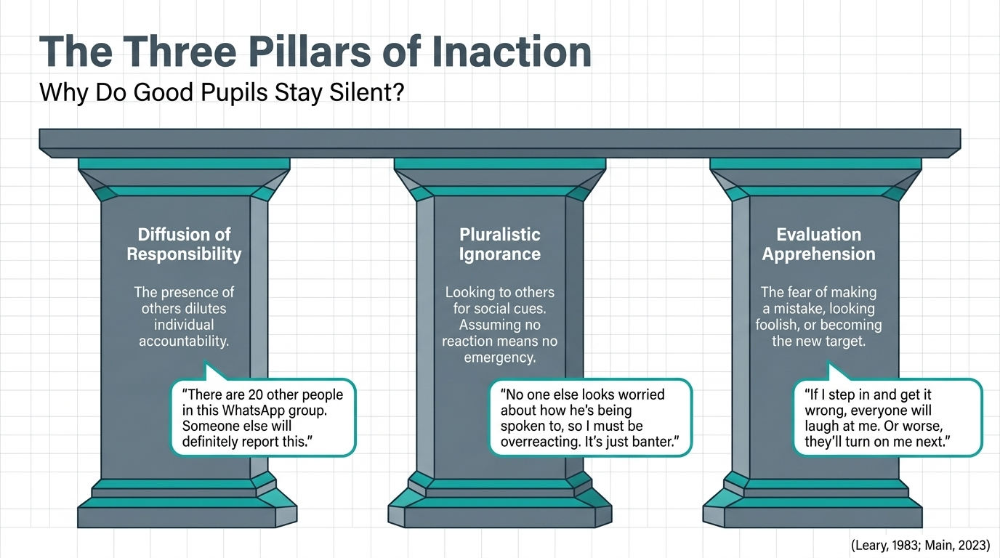 The Three Pillars of Inaction
Why Do Good Pupils Stay Silent?
Diffusion of
Responsibility
The presence of
others dilutes
individual
accountability.
“There are 20 other people
in this WhatsApp group.
Someone else will
definitely report this.”
Pluralistic
Ignorance
Looking to others
for social cues.
Assuming no
reaction means no
emergency.
“No one else looks worried
about how he’s being
spoken to, so I must be
overreacting. It’s just banter.”
Evaluation
Apprehension
The fear of making
a mistake, looking
foolish, or becoming
the new target.
“If I step in and get it
wrong, everyone will
laugh at me. Or worse,
they’ll turn on me next.”
(Leary, 1983; Main, 2023)